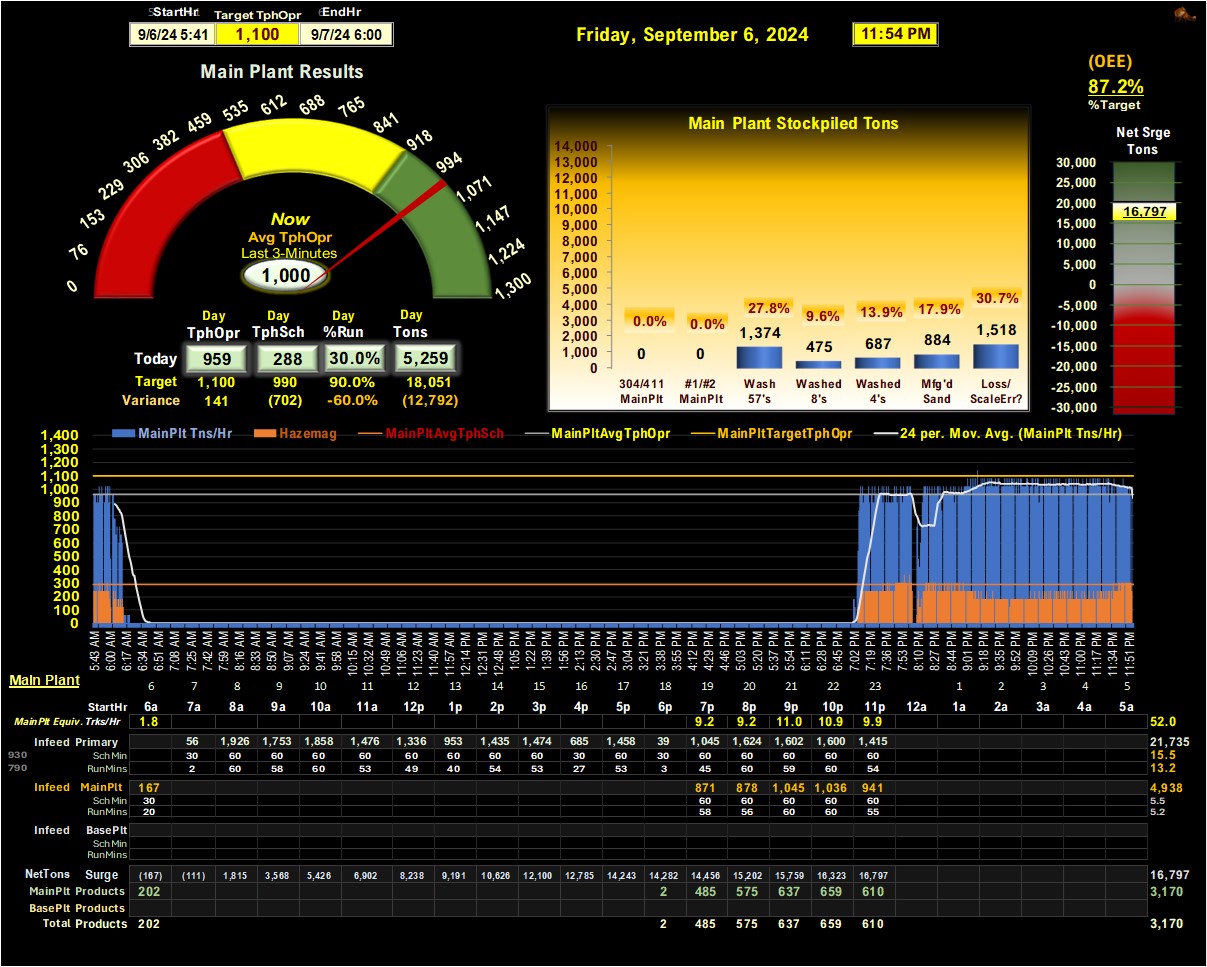 StartHr Target TphOpr EndHr
9/6/24 5:41 1,100 9/7/24 6:00
Friday, September 6, 2024 11:54 PM
(OEE)
87.2%
%Target
Main Plant Results
0 76 153 229 306 382 459 535 612 688 765 841 918 994 1,071 1,147 1,224 1,300
Now
Avg TphOpr
Last 3-Minutes
1,000
Day Day Day Day
TphOpr TphSch %Run Tons
Today 959 288 30.0% 5,259
Target 1,100 990 90.0% 18,051
Variance 141 (702) -60.0% (12,792)
Main Plant Stockpiled Tons
14,000
13,000
12,000
11,000
10,000
9,000
8,000
7,000
6,000
5,000
4,000
3,000
2,000
1,000
0
0.0% 0.0% 27.8% 9.6% 13.9% 17.9% 30.7%
0 0 1,374 475 687 884 1,518
304/411 #1/#2 Wash Washed Washed Mfg'd Loss/
MainPlt MainPlt 57's 8's 4's Sand ScaleErr?
Net Srge
Tons
30,000
25,000
20,000
16,797
15,000
10,000
5,000
0
-5,000
-10,000
-15,000
-20,000
-25,000
-30,000
MainPlt Tns/Hr Hazemag MainPltAvgTphSch MainPltAvgTphOpr MainPltTargetTphOpr 24 per. Mov. Avg. (MainPlt Tns/Hr)
1,400
1,300
1,200
1,100
1,000
900
800
700
600
500
400
300
200
100
0
5:43 AM 6:00 AM 6:17 AM 6:34 AM 6:51 AM 7:08 AM 7:25 AM 7:42 AM 7:59 AM 8:16 AM 8:33 AM 8:50 AM 9:07 AM 9:24 AM 9:41 AM 9:58 AM 10:15 AM 10:32 AM 10:49 AM 11:06 AM 11:23 AM 11:40 AM 11:57 AM 12:14 PM 12:31 PM 12:48 PM 1:05 PM 1:22 PM 1:39 PM 1:56 PM 2:13 PM 2:30 PM 2:47 PM 3:04 PM 3:21 PM 3:38 PM 3:55 PM 4:12 PM 4:29 PM 4:46 PM 5:03 PM 5:20 PM 5:37 PM 5:54 PM 6:11 PM 6:28 PM 6:45 PM 7:02 PM 7:19 PM 7:36 PM 7:53 PM 8:10 PM 8:27 PM 8:44 PM 9:01 PM 9:18 PM 9:35 PM 9:52 PM 10:09 PM 10:26 PM 10:43 PM 11:00 PM 11:17 PM 11:34 PM 11:51 PM
Main Plant
6 7 8 9 10 11 12 13 14 15 16 17 18 19 20 21 22 23 1 2 3 4 5
StartHr 6a 7a 8a 9a 10a 11a 12p 1p 2p 3p 4p 5p 6p 7p 8p 9p 10p 11p 12a 1a 2a 3a 4a 5a
MainPlt Equiv. Trks/Hr 1.8 9.2 9.2 11.0 10.9 9.9 52.0
Infeed Primary 56 1,926 1,753 1,858 1,476 1,336 953 1,435 1,474 685 1,458 39 1,045 1,624 1,602 1,600 1,415 21,735
930 Sch Min 30 60 60 60 60 60 60 60 60 30 60 30 60 60 60 60 60 15.5
790 RunMins 2 60 58 60 53 49 40 54 53 27 53 3 45 60 59 60 54 13.2
Infeed MainPlt 167 871 878 1,045 1,036 941 4,938
Sch Min 30 60 60 60 60 60 5.5
RunMins 20 58 56 60 60 55 5.2
Infeed BasePlt
Sch Min
RunMins
NetTons Surge (167) (111) 1,815 3,568 5,426 6,902 8,238 9,191 10,626 12,100 12,785 14,243 14,282 14,456 15,202 15,759 16,323 16,797 16,797
MainPlt Products 202 2 485 575 637 659 610 3,170
BasePlt Products
Total Products 202 2 485 575 637 659 610 3,170